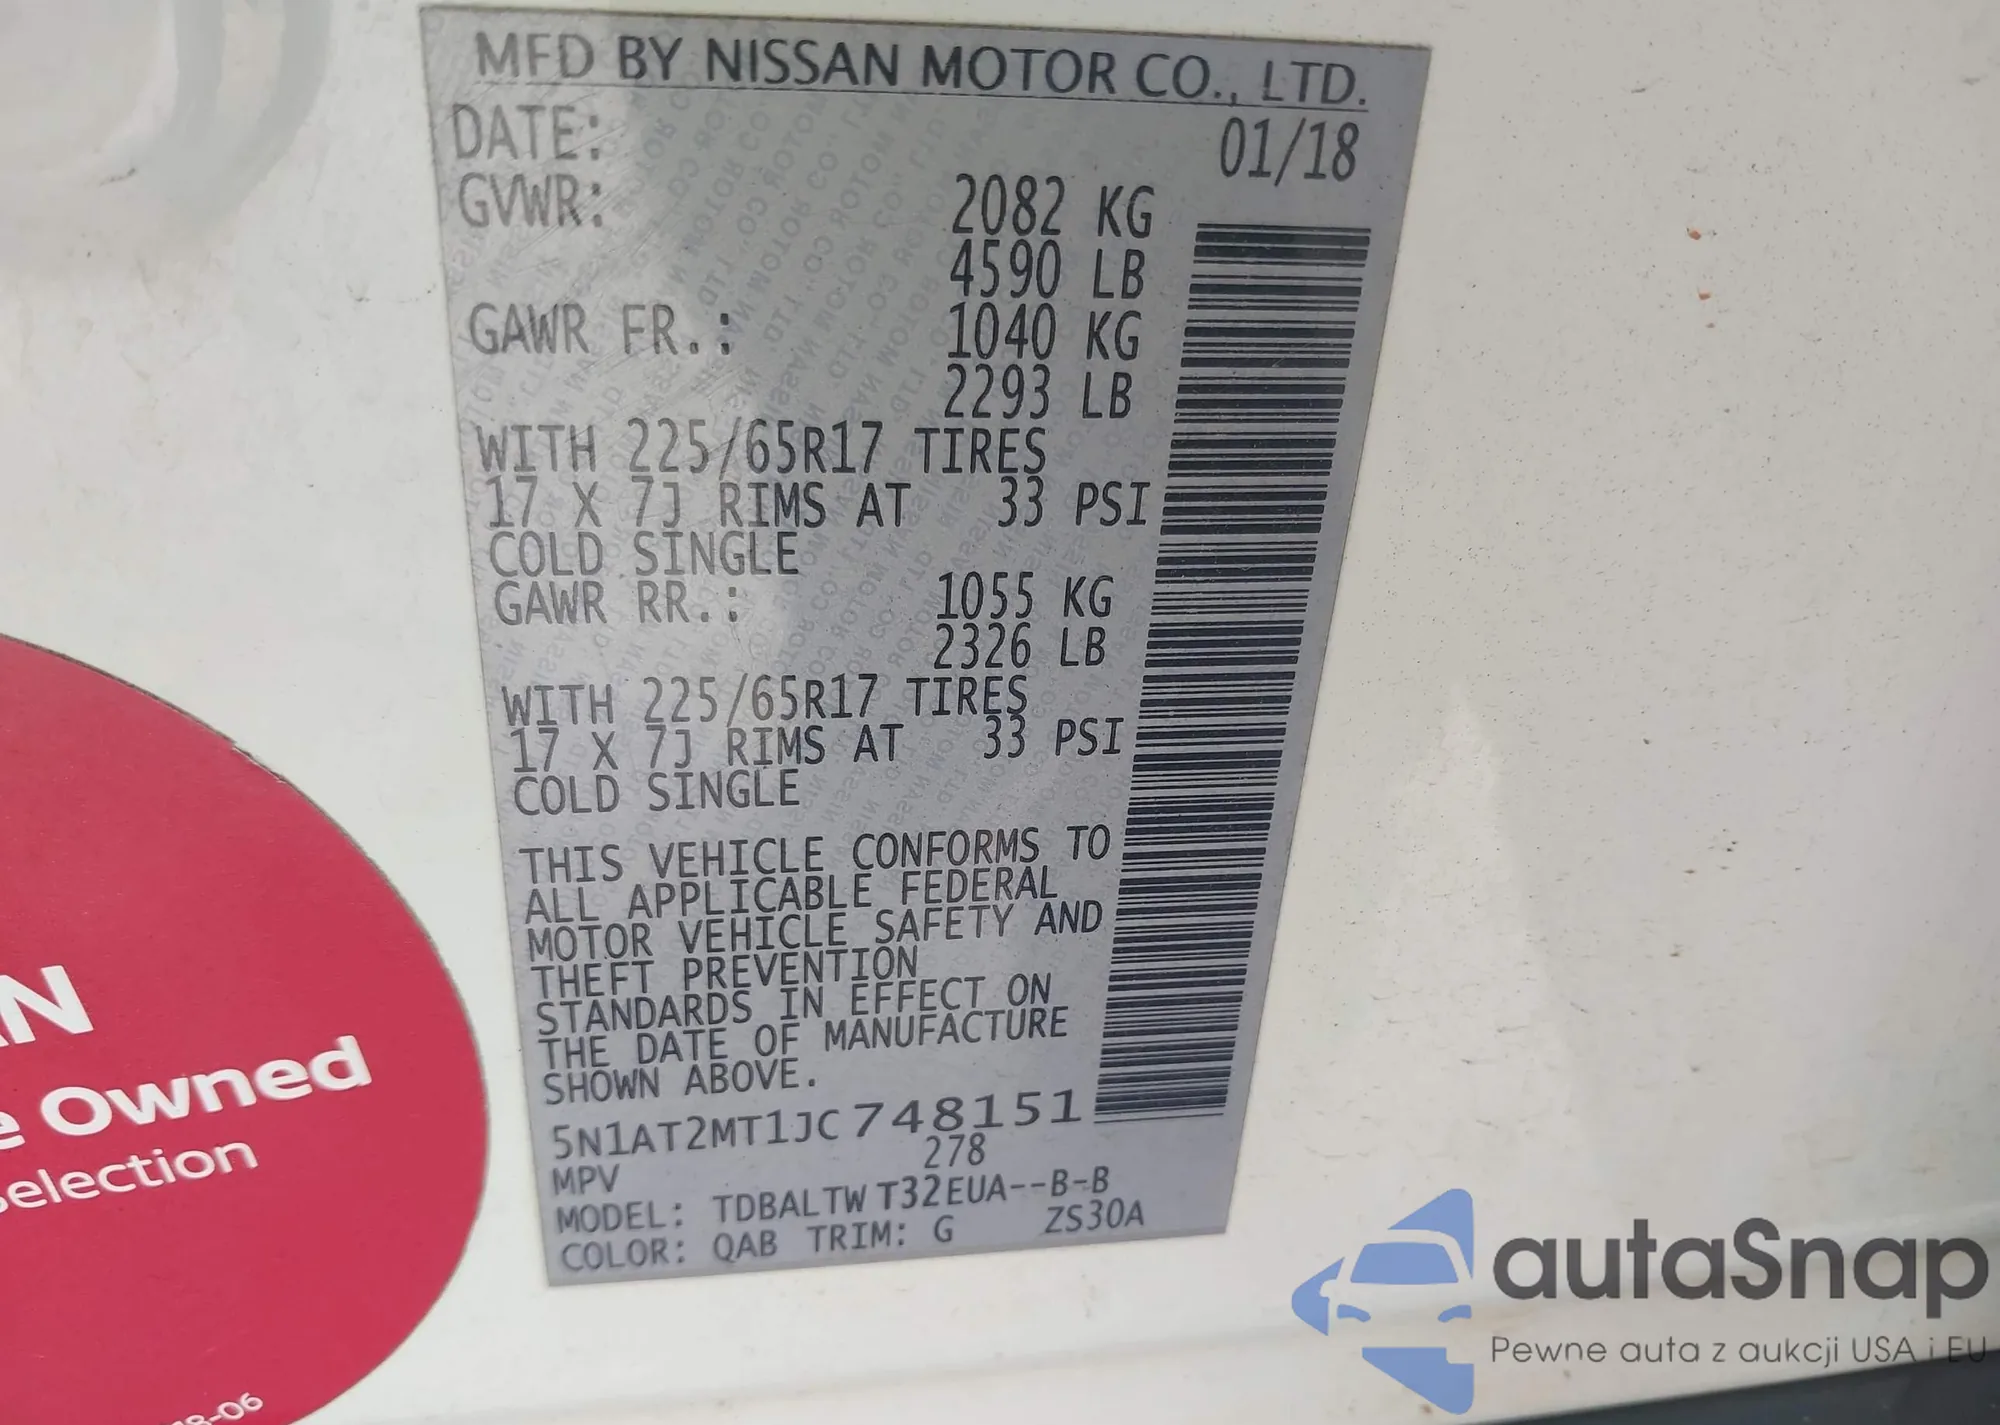 MFD BY NISSAN MOTOR CO., LTD.
DATE: 01/18
GVWR: 2082 KG
4590 LB
GAWR FR.: 1040 KG
2293 LB
WITH 225/65R17 TIRES
17 X 7J RIMS AT 33 PSI
COLD SINGLE
GAWR RR.: 1055 KG
2326 LB
WITH 225/65R17 TIRES
17 X 7J RIMS AT 33 PSI
COLD SINGLE
THIS VEHICLE CONFORMS TO
ALL APPLICABLE FEDERAL
MOTOR VEHICLE SAFETY AND
THEFT PREVENTION
STANDARDS IN EFFECT ON
THE DATE OF MANUFACTURE
SHOWN ABOVE.
5N1AT2MT1JC748151
278
MPV
MODEL: TDBALTW T32EUA--B-B
COLOR: QAB TRIM: G ZS30A
Owned
autaSnap
Pewne auta z aukcji USA i EU